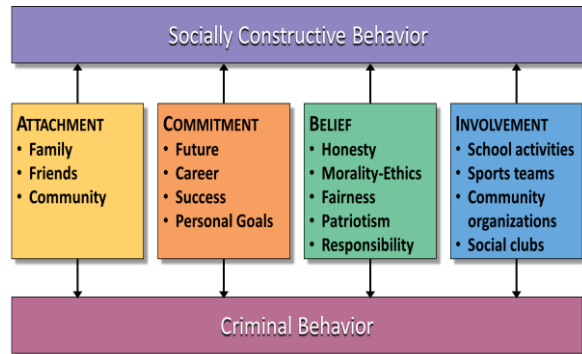 Socially Constructive Behavior
ATTACHMENT
• Family
• Friends
• Community
COMMITMENT
• Future
• Career
• Success
• Personal Goals
BELIEF
• Honesty
• Morality-Ethics
• Fairness
• Patriotism
• Responsibility
INVOLVEMENT
• School activities
• Sports teams
• Community
organizations
• Social clubs
Criminal Behavior